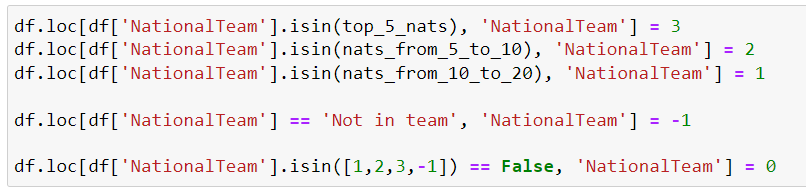 df.loc[df['NationalTeam'].isin(top_5_nats), 'NationalTeam'] = 3
df.loc[df['NationalTeam'].isin(nats_from_5_to_10), 'NationalTeam'] = 2
df.loc[df['NationalTeam'].isin(nats_from_10_to_20), 'NationalTeam'] = 1
df.loc[df['NationalTeam'] == 'Not in team', 'NationalTeam'] = -1
df.loc[df['NationalTeam'].isin([1,2,3,-1]) == False, 'NationalTeam'] = 0